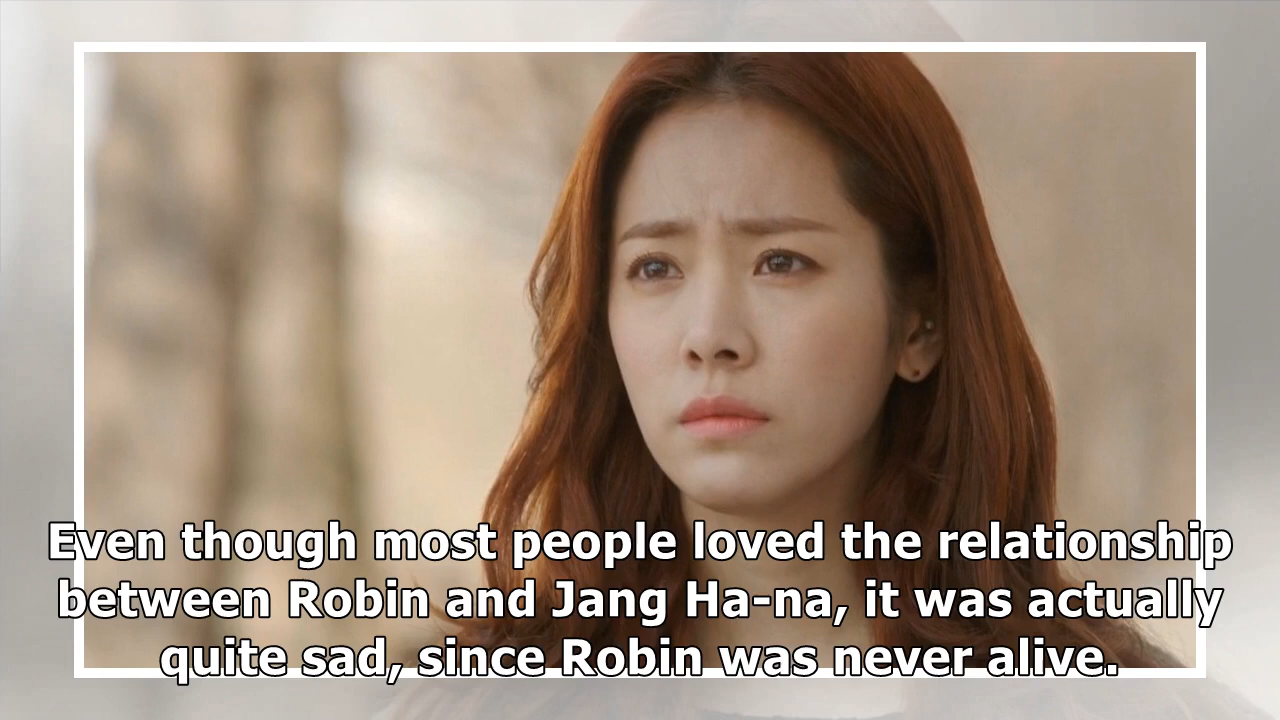 Even though most people loved the relationship
between Robin and Jang Ha-na, it was actually
quite sad, since Robin was never alive.